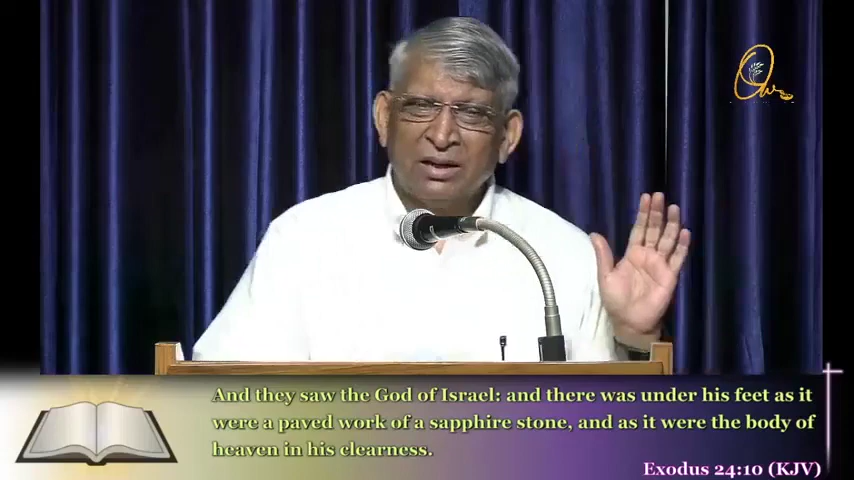 And they saw the God of Israel: and there was under his feet as it
were a paved work of a sapphire stone, and as it were the body of
heaven in his clearness.
Exodus 24:10 (KJV)